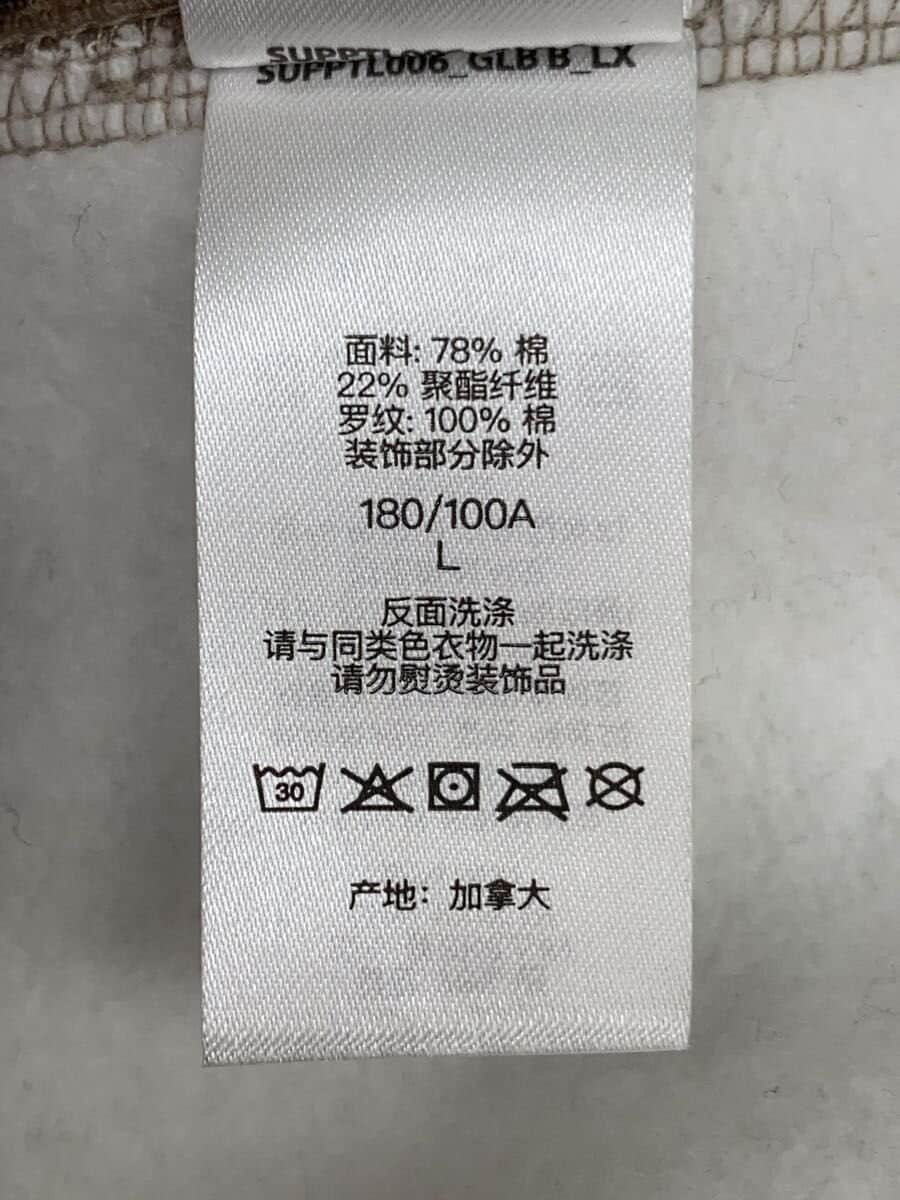 SUPPTL006_GLB B_LX
面料: 78% 棉
22% 聚酯纤维
罗纹: 100% 棉
装饰部分除外
180/100A
L
反面洗涤
请与同类色衣物一起洗涤
请勿熨烫装饰品
30
产地: 加拿大